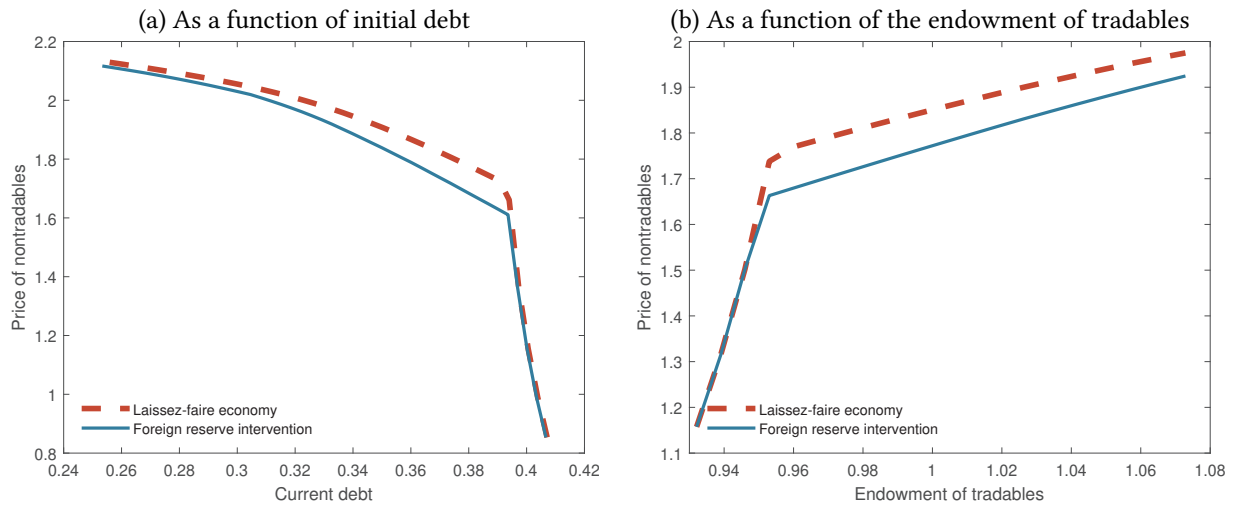 (a) As a function of initial debt
2.2
2
1.8
1.6
1.4
1.2
1
0.8
Price of nontradables
Laissez-faire economy
Foreign reserve intervention
0.24 0.26 0.28 0.3 0.32 0.34 0.36 0.38 0.4 0.42
Current debt
(b) As a function of the endowment of tradables
2
1.9
1.8
1.7
1.6
1.5
1.4
1.3
1.2
1.1
Price of nontradables
Laissez-faire economy
Foreign reserve intervention
0.94 0.96 0.98 1 1.02 1.04 1.06 1.08
Endowment of tradables